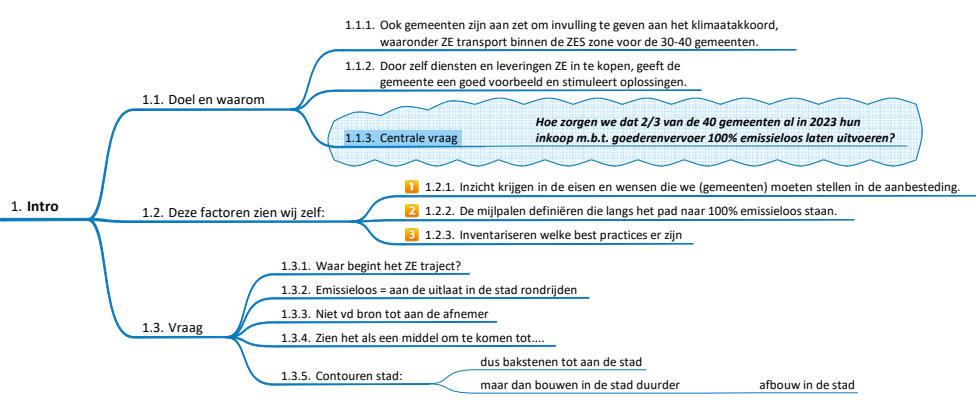 1. Intro
1.1. Doel en waarom
1.1.1. Ook gemeenten zijn aan zet om invulling te geven aan het klimaatakkoord,
waaronder ZE transport binnen de ZES zone voor de 30-40 gemeenten.
1.1.2. Door zelf diensten en leveringen ZE in te kopen, geeft de
gemeente een goed voorbeeld en stimuleert oplossingen.
1.1.3. Centrale vraag
Hoe zorgen we dat 2/3 van de 40 gemeenten al in 2023 hun
inkoop m.b.t. goederenvervoer 100% emissieloos laten uitvoeren?
1.2. Deze factoren zien wij zelf:
1 1.2.1. Inzicht krijgen in de eisen en wensen die we (gemeenten) moeten stellen in de aanbesteding.
2 1.2.2. De mijlpalen definiëren die langs het pad naar 100% emissieloos staan.
3 1.2.3. Inventariseren welke best practices er zijn
1.3. Vraag
1.3.1. Waar begint het ZE traject?
1.3.2. Emissieloos = aan de uitlaat in de stad rondrijden
1.3.3. Niet vd bron tot aan de afnemer
1.3.4. Zien het als een middel om te komen tot....
1.3.5. Contouren stad:
dus bakstenen tot aan de stad
maar dan bouwen in de stad duurder
afbouw in de stad